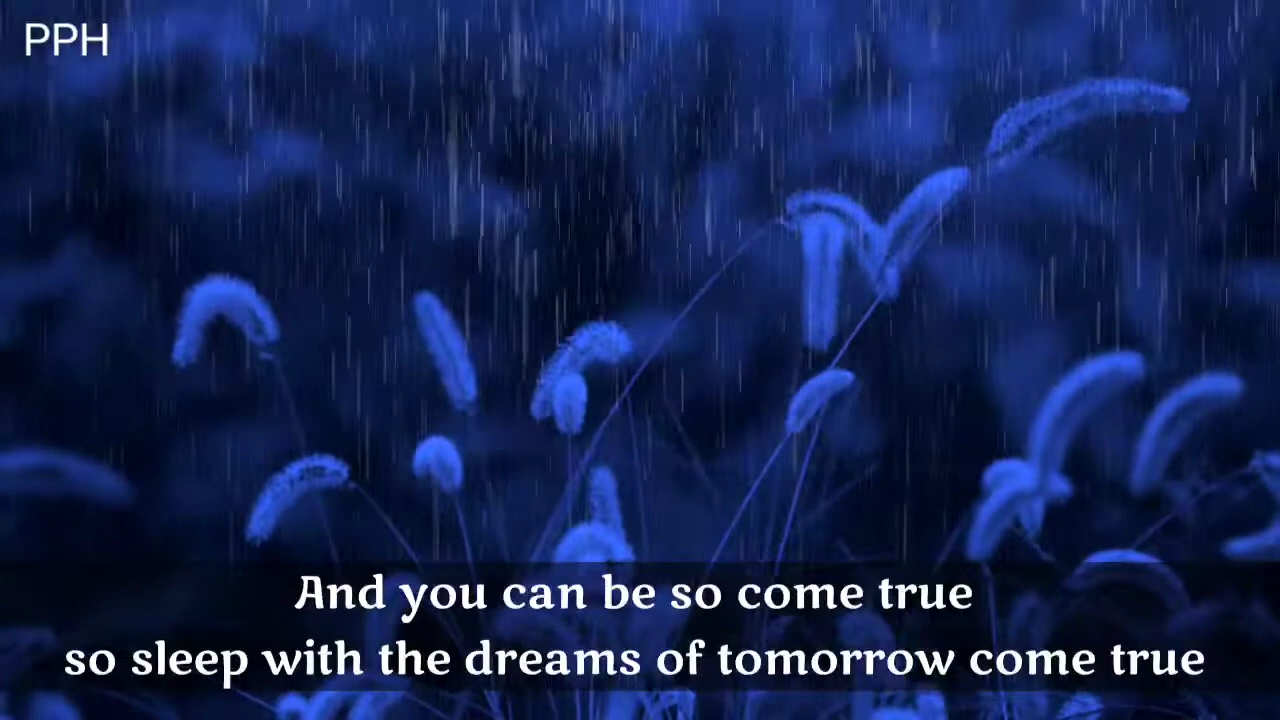 PPH
And you can be so come true
so sleep with the dreams of tomorrow come true